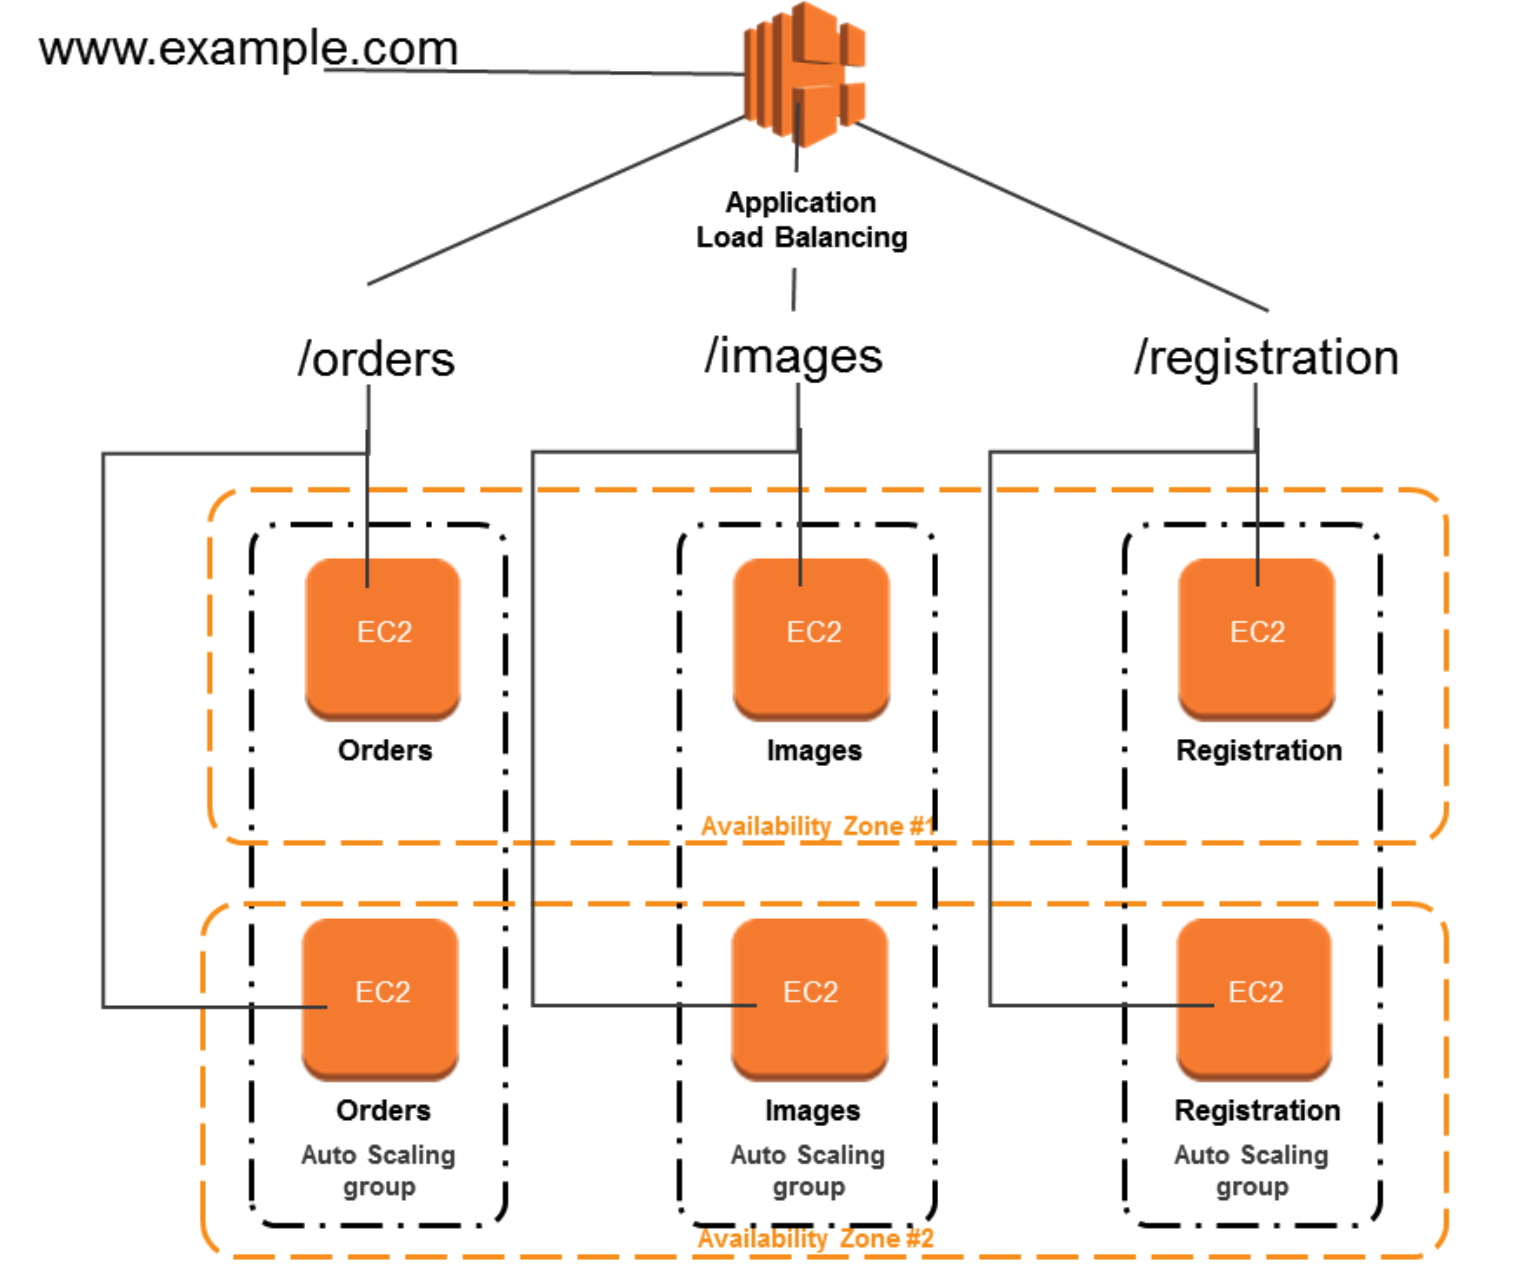 www.example.com
Application
Load Balancing
/orders
/images
/registration
EC2
EC2
EC2
Orders
Images
Registration
Availability Zone #1
EC2
EC2
EC2
Orders
Images
Registration
Auto Scaling
group
Auto Scaling
group
Auto Scaling
group
Availability Zone #2